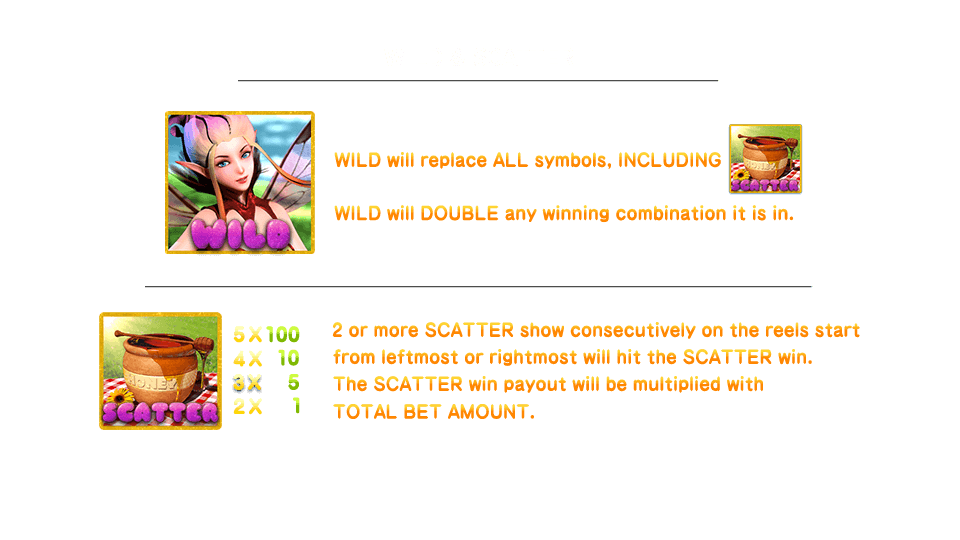 WILD will replace ALL symbols, INCLUDING
HONEY
SCATTER
WILD will DOUBLE any winning combination it is in.
WILD
5X100
4X 10
3X 5
2X 1
HONEY
SCATTER
2 or more SCATTER show consecutively on the reels start
from leftmost or rightmost will hit the SCATTER win.
The SCATTER win payout will be multiplied with
TOTAL BET AMOUNT.